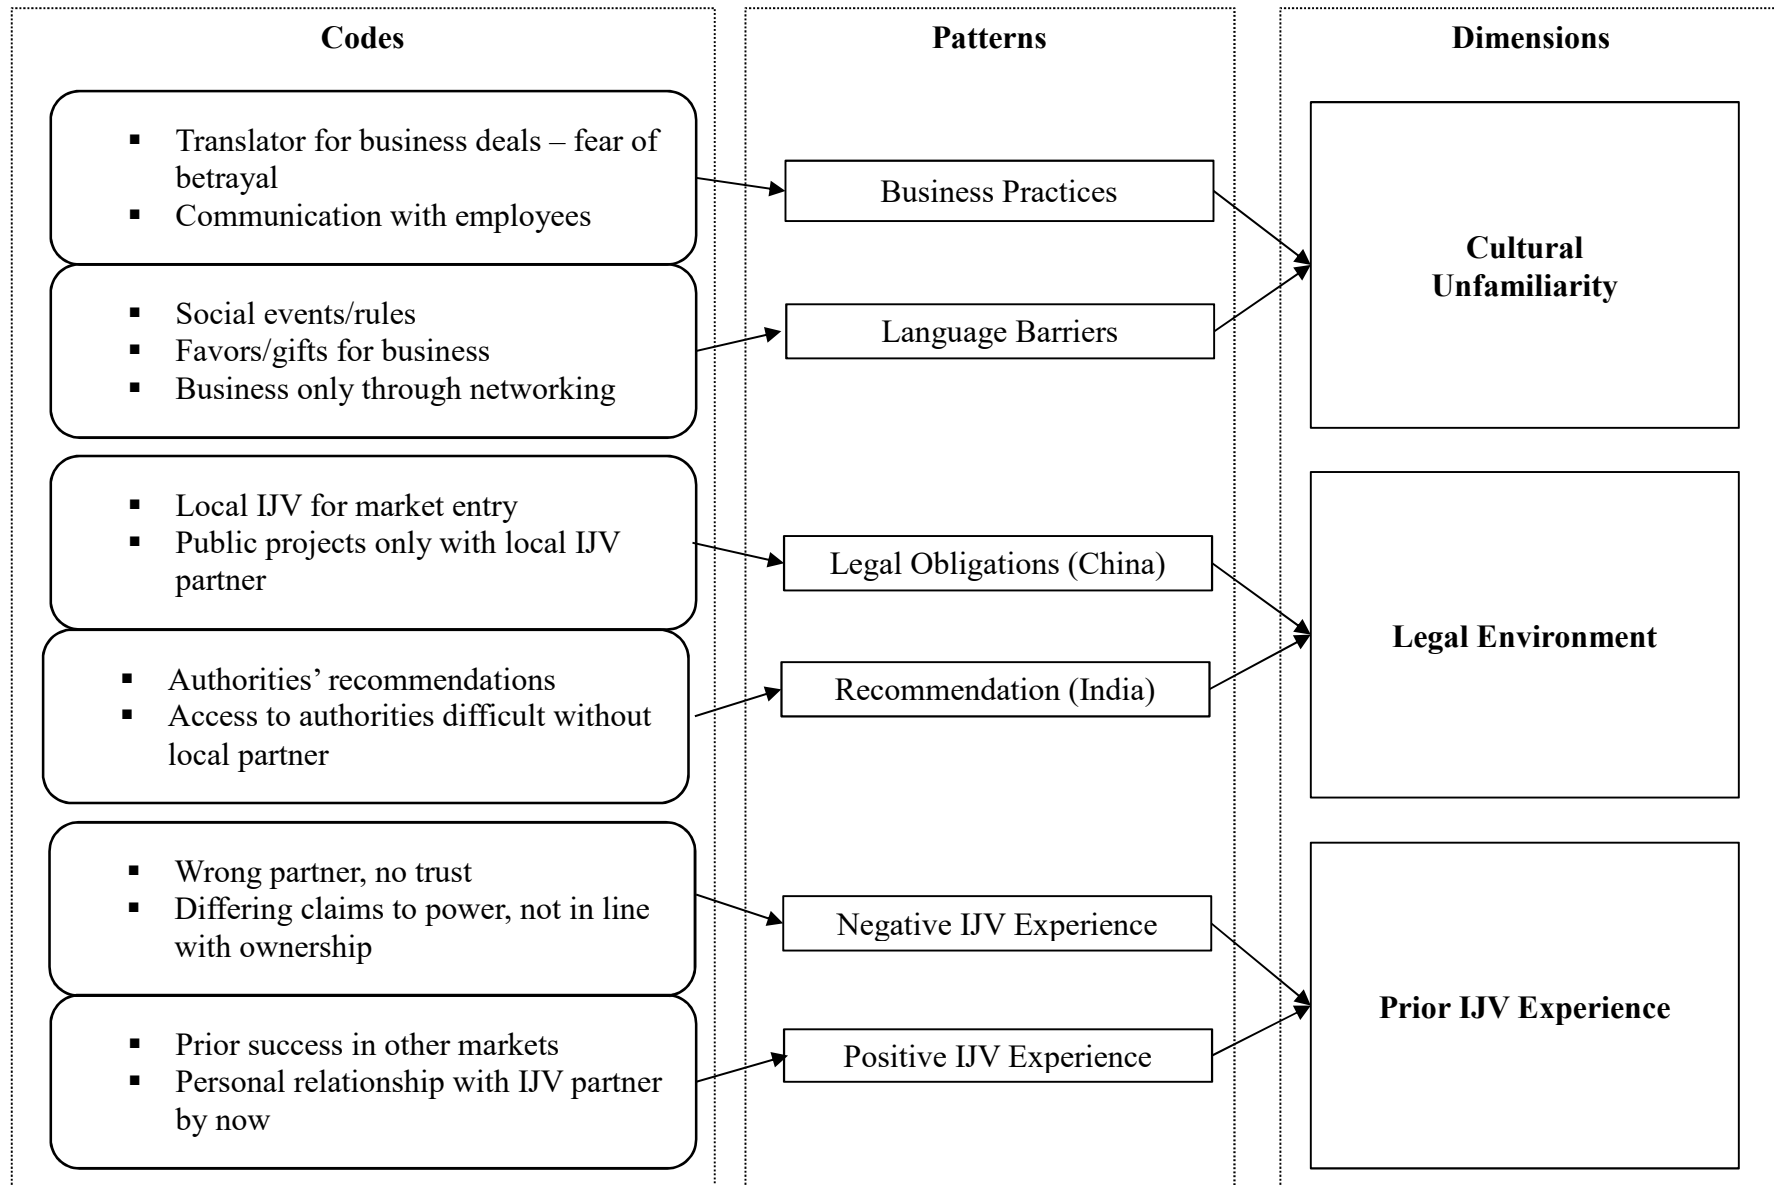 Codes
Patterns
Dimensions
▪ Translator for business deals – fear of
betrayal
▪ Communication with employees
Business Practices
▪ Social events/rules
▪ Favors/gifts for business
▪ Business only through networking
Language Barriers
Cultural
Unfamiliarity
▪ Local IJV for market entry
▪ Public projects only with local IJV
partner
Legal Obligations (China)
▪ Authorities’ recommendations
▪ Access to authorities difficult without
local partner
Recommendation (India)
Legal Environment
▪ Wrong partner, no trust
▪ Differing claims to power, not in line
with ownership
Negative IJV Experience
▪ Prior success in other markets
▪ Personal relationship with IJV partner
by now
Positive IJV Experience
Prior IJV Experience